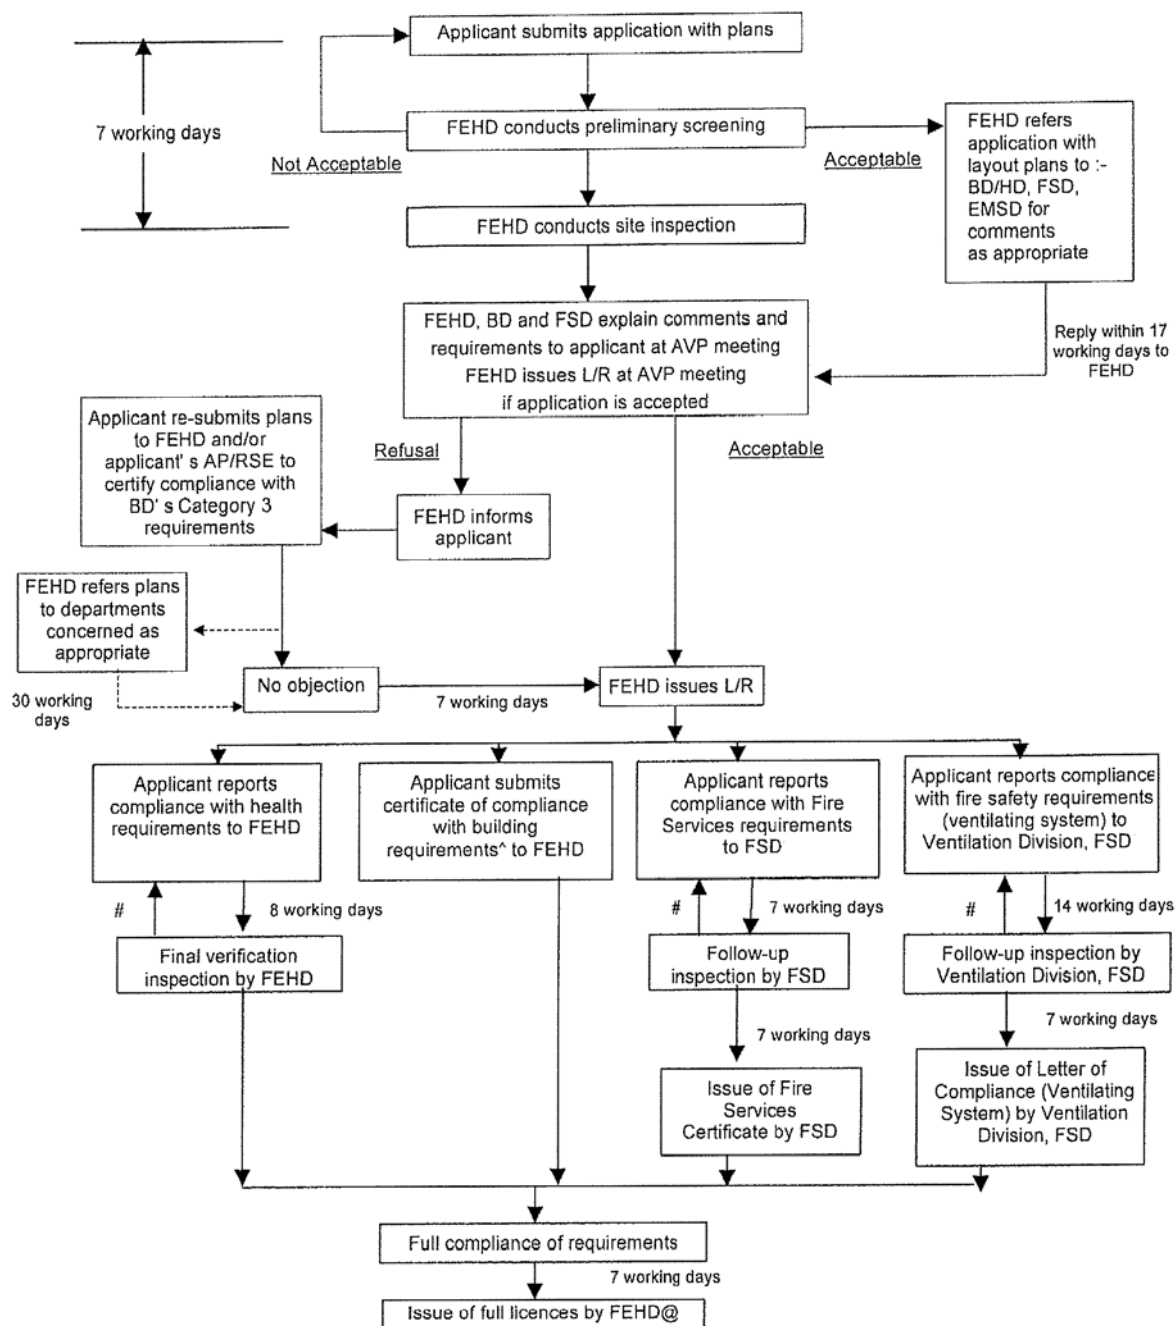 Applicant submits application with plans
7 working days
FEHD conducts preliminary screening
Not Acceptable
Acceptable
FEHD refers
application with
layout plans to :-
BD/HD, FSD,
EMSD for
comments
as appropriate
FEHD conducts site inspection
FEHD, BD and FSD explain comments and
requirements to applicant at AVP meeting
FEHD issues L/R at AVP meeting
if application is accepted
Reply within 17
working days to
FEHD
Applicant re-submits plans
to FEHD and/or
applicant' s AP/RSE to
certify compliance with
BD' s Category 3
requirements
Refusal
Acceptable
FEHD informs
applicant
FEHD refers plans
to departments
concerned as
appropriate
30 working
days
No objection
7 working days
FEHD issues L/R
Applicant reports
compliance with health
requirements to FEHD
Applicant submits
certificate of compliance
with building
requirements^ to FEHD
Applicant reports
compliance with Fire
Services requirements
to FSD
Applicant reports compliance
with fire safety requirements
(ventilating system) to
Ventilation Division, FSD
#
8 working days
#
7 working days
#
14 working days
Final verification
inspection by FEHD
Follow-up
inspection by FSD
Follow-up inspection by
Ventilation Division, FSD
7 working days
7 working days
Issue of Fire
Services
Certificate by FSD
Issue of Letter of
Compliance (Ventilating
System) by Ventilation
Division, FSD
Full compliance of requirements
7 working days
Issue of full licences by FEHD@